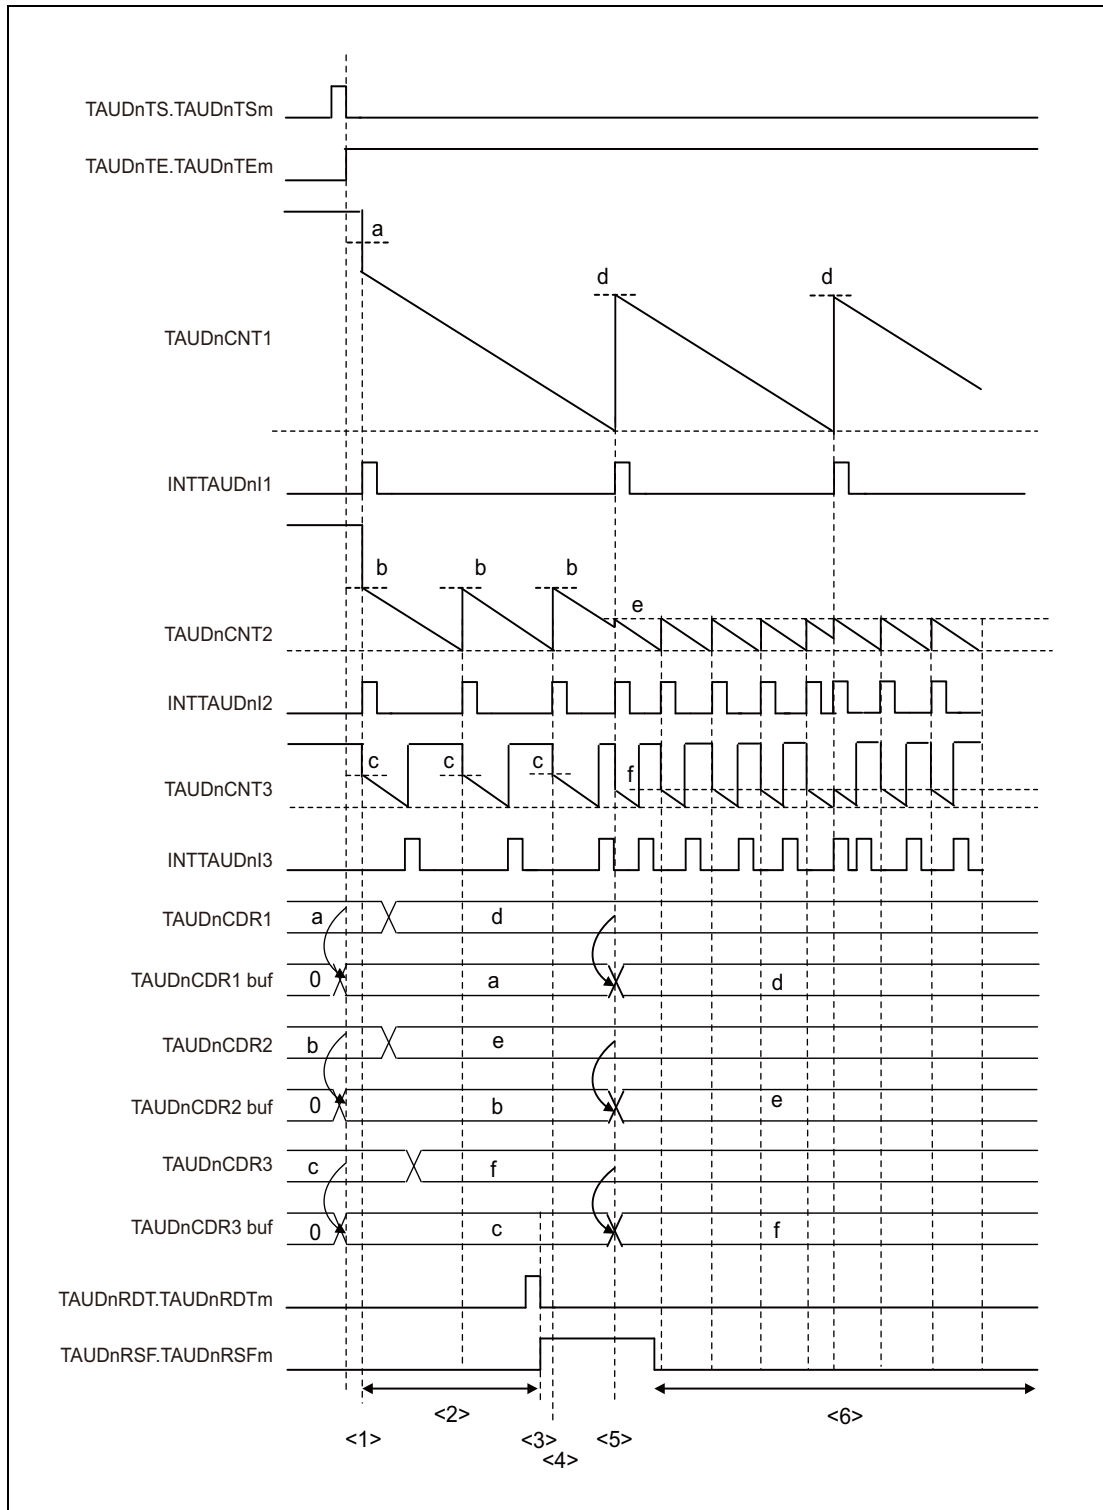 TAUDnTS.TAUDnTSm
TAUDnTE.TAUDnTEm
a
d
d
TAUDnCNT1
INTTAUDnI1
b
b
b
e
TAUDnCNT2
INTTAUDnI2
c
c
c
f
TAUDnCNT3
INTTAUDnI3
TAUDnCDR1
a
d
TAUDnCDR1 buf
0
a
d
TAUDnCDR2
b
e
TAUDnCDR2 buf
0
b
e
TAUDnCDR3
c
f
TAUDnCDR3 buf
0
c
f
TAUDnRDT.TAUDnRDTm
TAUDnRSF.TAUDnRSFm
<2>
<6>
<1>
<3>
<5>
<4>